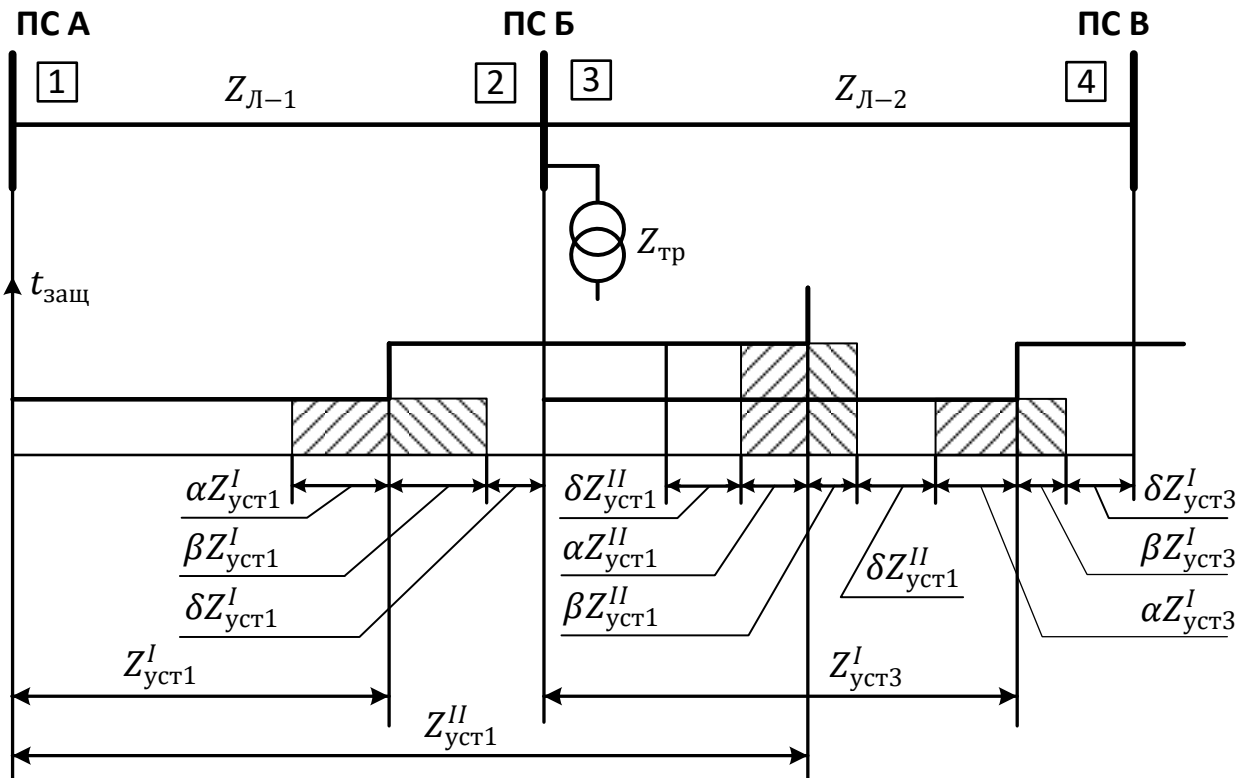 ПС А ПС Б ПС В
1 2 3 4
Z_{Л−1} Z_{Л−2}
Z_{тр}
t_{защ}
αZ^{I}_{уст1} δZ^{II}_{уст1} δZ^{I}_{уст3}
βZ^{I}_{уст1} αZ^{II}_{уст1} δZ^{II}_{уст1} βZ^{I}_{уст3}
δZ^{I}_{уст1} βZ^{II}_{уст1} αZ^{I}_{уст3}
Z^{I}_{уст1} Z^{I}_{уст3}
Z^{II}_{уст1}